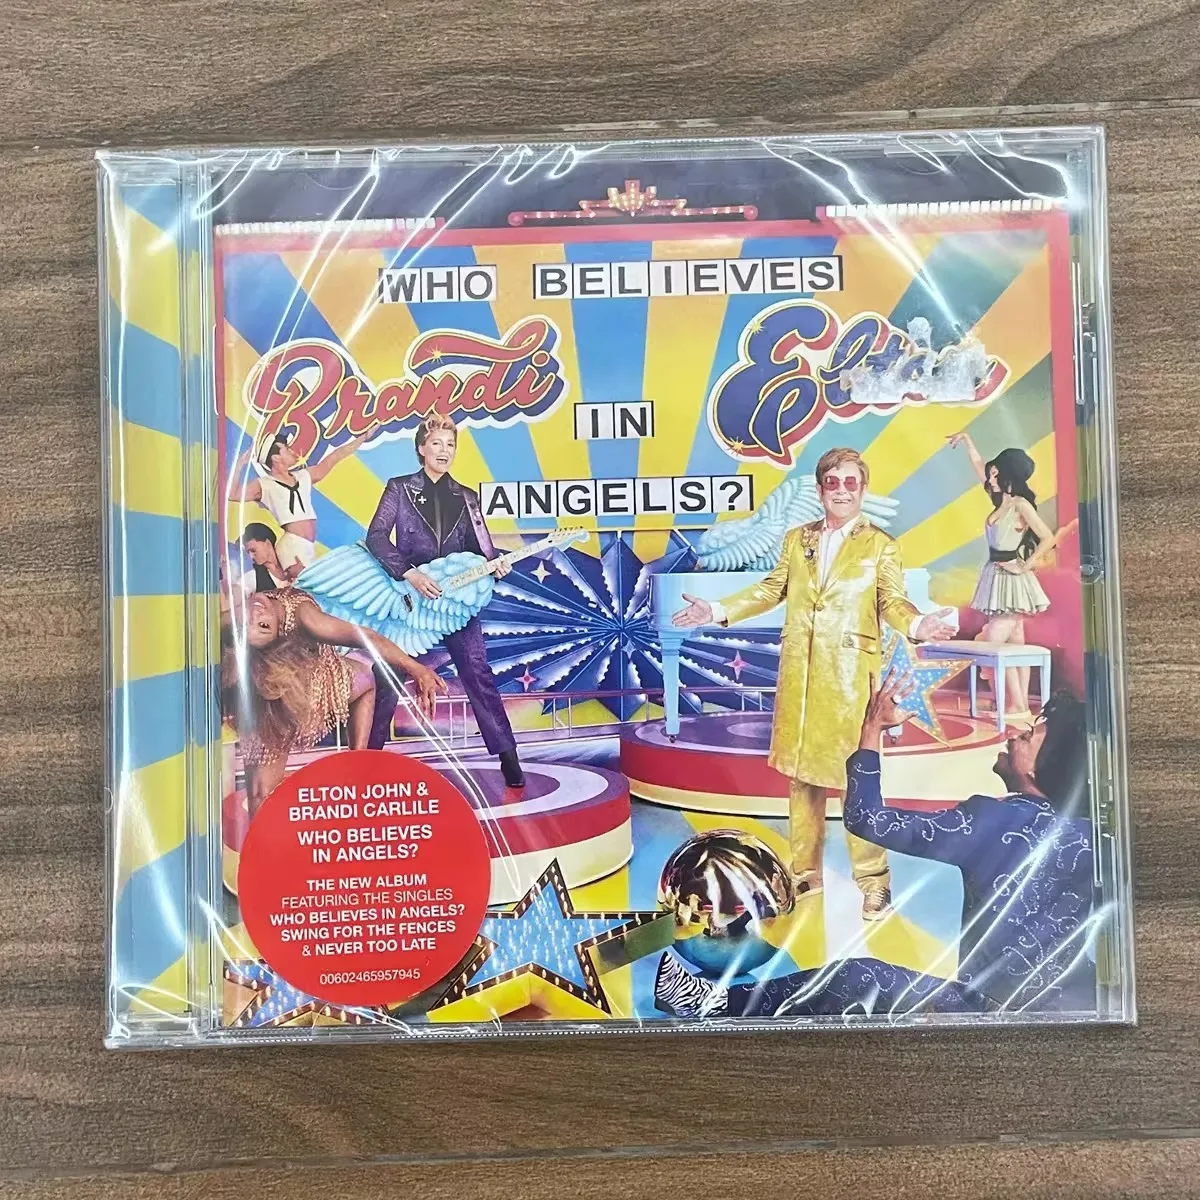 WHO BELIEVES
Brandi
Elton
IN
ANGELS?
ELTON JOHN &
BRANDI CARLILE
WHO BELIEVES
IN ANGELS?
THE NEW ALBUM
FEATURING THE SINGLES
WHO BELIEVES IN ANGELS?
SWING FOR THE FENCES
& NEVER TOO LATE
00602465957945